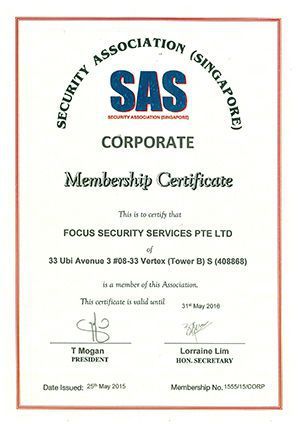 SECURITY ASSOCIATION (SINGAPORE)
SAS
SECURITY ASSOCIATION (SINGAPORE)
CORPORATE
Membership Certificate
This is to certify that
FOCUS SECURITY SERVICES PTE LTD
of
33 Ubi Avenue 3 #08-33 Vertex (Tower B) S (408868)
is a member of this Association.
This certificate is valid until 31st May 2016
T Mogan
PRESIDENT
Lorraine Lim
HON. SECRETARY
Date Issued: 25th May 2015
Membership No. 1555/15/CORP